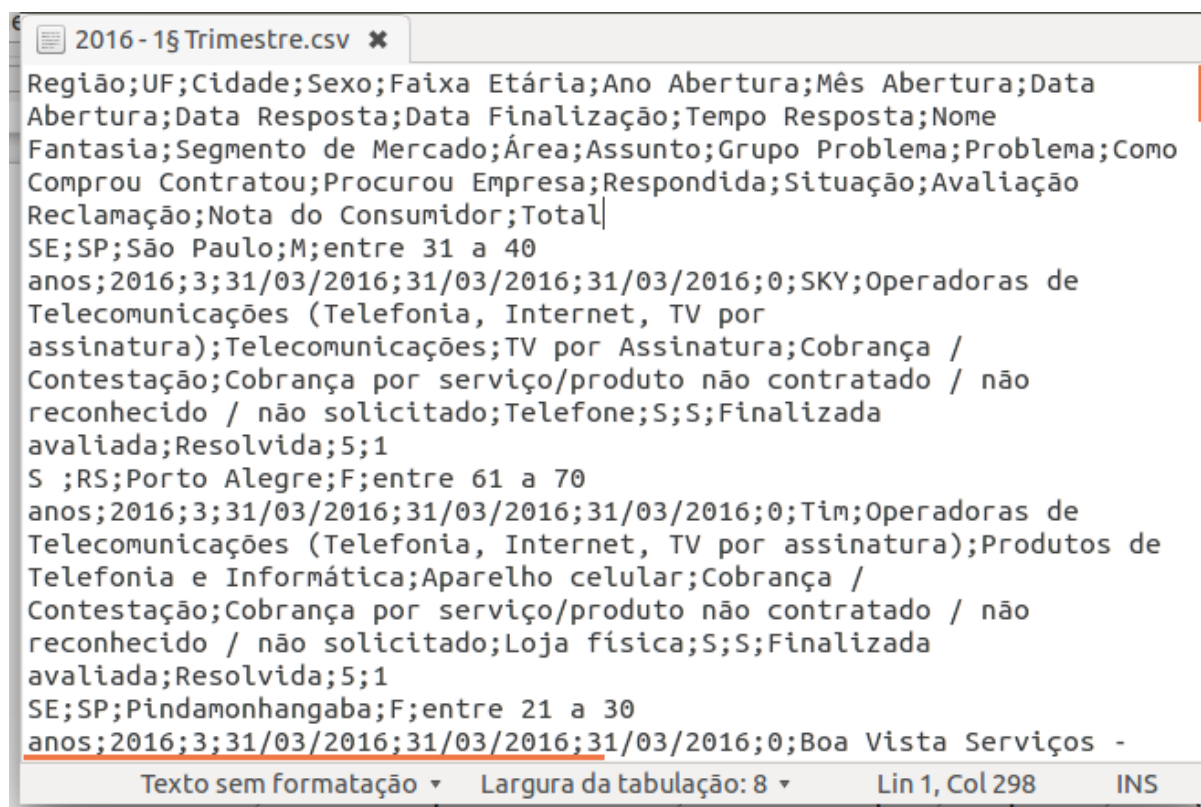 2016 - 1§ Trimestre.csv ✖
Região;UF;Cidade;Sexo;Faixa Etária;Ano Abertura;Mês Abertura;Data
Abertura;Data Resposta;Data Finalização;Tempo Resposta;Nome
Fantasia;Segmento de Mercado;Área;Assunto;Grupo Problema;Problema;Como
Comprou Contratou;Procurou Empresa;Respondida;Situação;Avaliação
Reclamação;Nota do Consumidor;Total
SE;SP;São Paulo;M;entre 31 a 40
anos;2016;3;31/03/2016;31/03/2016;31/03/2016;0;SKY;Operadoras de
Telecomunicações (Telefonia, Internet, TV por
assinatura);Telecomunicações;TV por Assinatura;Cobrança /
Contestação;Cobrança por serviço/produto não contratado / não
reconhecido / não solicitado;Telefone;S;S;Finalizada
avaliada;Resolvida;5;1
S ;RS;Porto Alegre;F;entre 61 a 70
anos;2016;3;31/03/2016;31/03/2016;31/03/2016;0;Tim;Operadoras de
Telecomunicações (Telefonia, Internet, TV por assinatura);Produtos de
Telefonia e Informática;Aparelho celular;Cobrança /
Contestação;Cobrança por serviço/produto não contratado / não
reconhecido / não solicitado;Loja física;S;S;Finalizada
avaliada;Resolvida;5;1
SE;SP;Pindamonhangaba;F;entre 21 a 30
anos;2016;3;31/03/2016;31/03/2016;31/03/2016;0;Boa Vista Serviços -
Texto sem formatação Largura da tabulação: 8 Lin 1, Col 298 INS